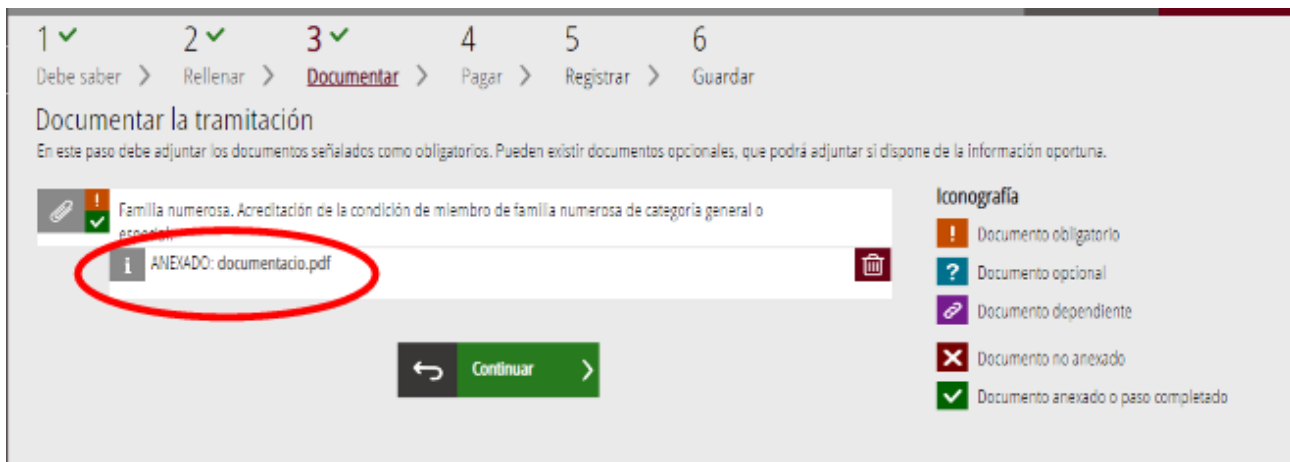 1 2 3 4 5 6
Debe saber Rellenar Documentar Pagar Registrar Guardar
Documentar la tramitación
En este paso debe adjuntar los documentos señalados como obligatorios. Pueden existir documentos opcionales, que podrá adjuntar si dispone de la información oportuna.
Familia numerosa. Acreditación de la condición de miembro de familia numerosa de categoría general o
especial.
ANEXADO: documentacio.pdf
Continuar
Iconografía
! Documento obligatorio
? Documento opcional
Documento dependiente
Documento no anexado
Documento anexado o paso completado